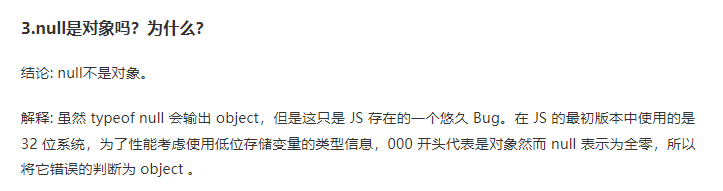 3.null是对象吗？为什么？
结论: null不是对象。
解释: 虽然 typeof null 会输出 object，但是这只是 JS 存在的一个悠久 Bug。在 JS 的最初版本中使用的是
32 位系统，为了性能考虑使用低位存储变量的类型信息，000 开头代表是对象然而 null 表示为全零，所以
将它错误的判断为 object 。